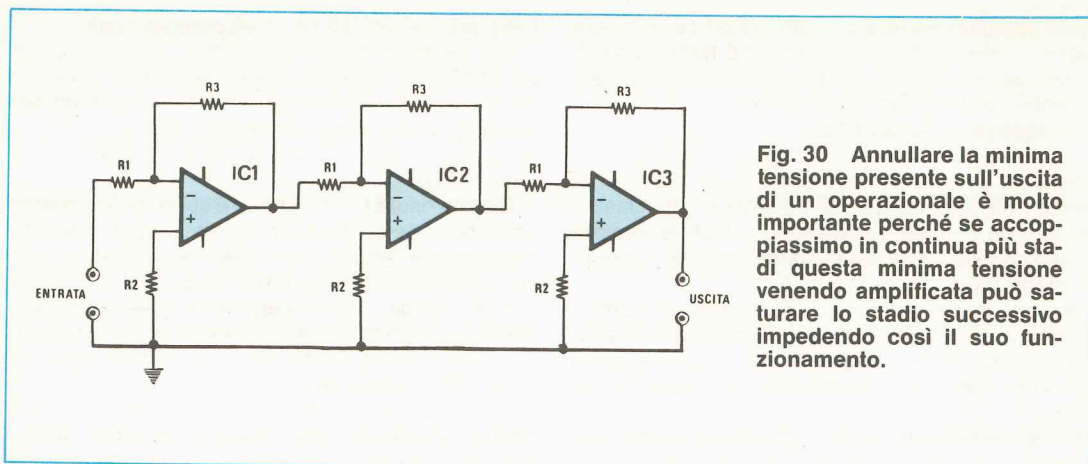 R3
R3
R3
R1
IC1
R1
IC2
R1
IC3
R2
R2
R2
ENTRATA
USCITA
Fig. 30 Annullare la minima
tensione presente sull'uscita
di un operazionale è molto
importante perché se accop-
piassimo in continua più sta-
di questa minima tensione
venendo amplificata può sa-
turare lo stadio successivo
impedendo così il suo fun-
zionamento.